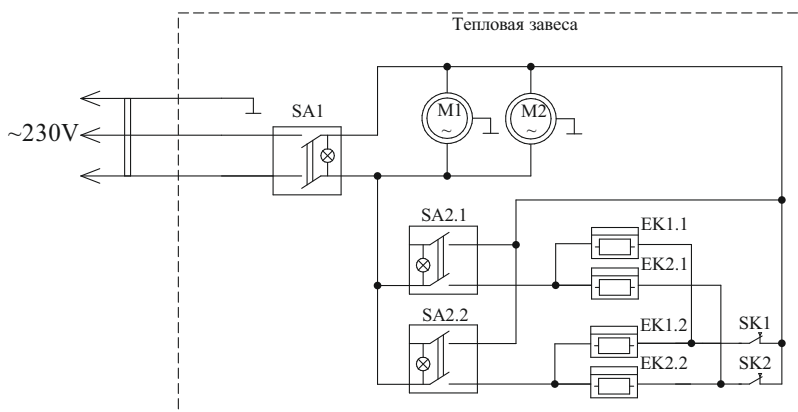 Тепловая завеса
SA1
M1
~
M2
~
~230V
SA2.1
EK1.1
EK2.1
SA2.2
EK1.2
SK1
EK2.2
SK2